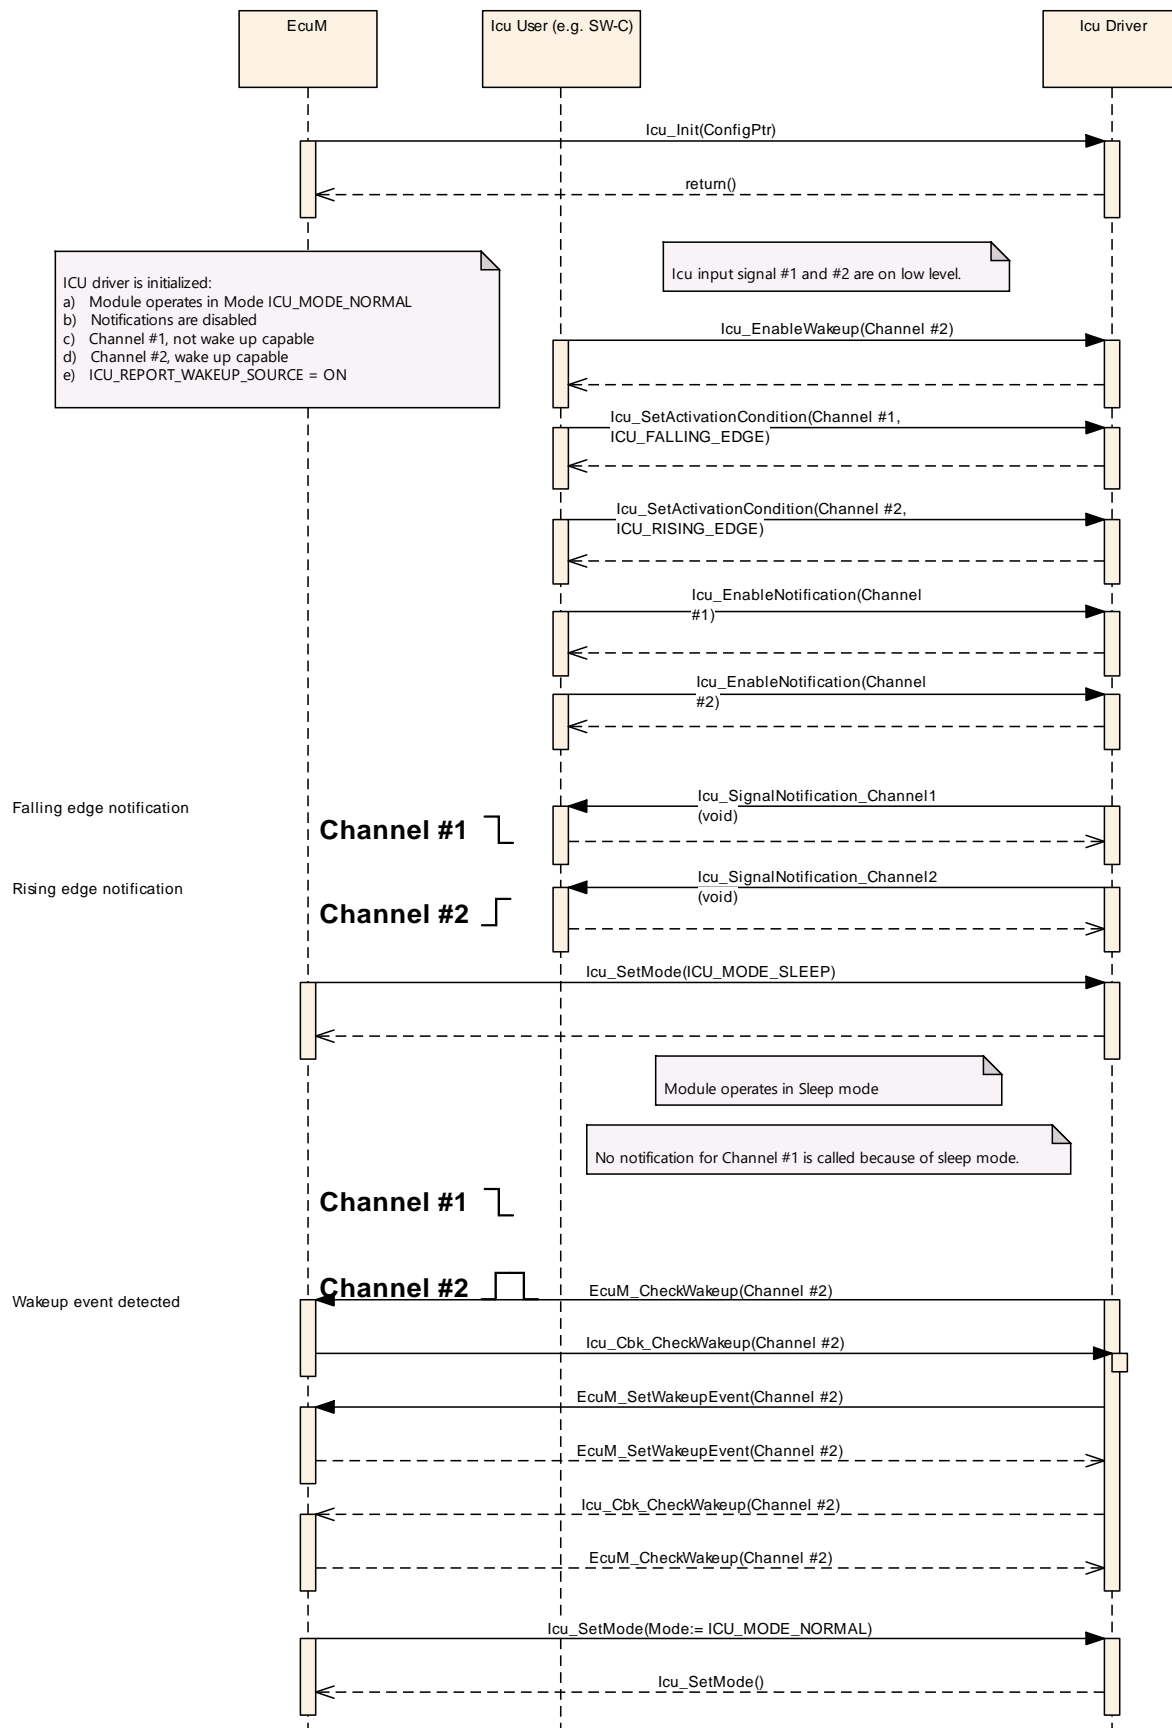 EcuM
Icu User (e.g. SW-C)
Icu Driver
Icu_Init(ConfigPtr)
return()
ICU driver is initialized:
a) Module operates in Mode ICU_MODE_NORMAL
b) Notifications are disabled
c) Channel #1, not wake up capable
d) Channel #2, wake up capable
e) ICU_REPORT_WAKEUP_SOURCE = ON
Icu input signal #1 and #2 are on low level.
Icu_EnableWakeup(Channel #2)
Icu_SetActivationCondition(Channel #1,
ICU_FALLING_EDGE)
Icu_SetActivationCondition(Channel #2,
ICU_RISING_EDGE)
Icu_EnableNotification(Channel
#1)
Icu_EnableNotification(Channel
#2)
Falling edge notification
Icu_SignalNotification_Channel1
(void)
Channel #1
Rising edge notification
Icu_SignalNotification_Channel2
(void)
Channel #2
Icu_SetMode(ICU_MODE_SLEEP)
Module operates in Sleep mode
No notification for Channel #1 is called because of sleep mode.
Channel #1
Channel #2
Wakeup event detected
EcuM_CheckWakeup(Channel #2)
Icu_Cbk_CheckWakeup(Channel #2)
EcuM_SetWakeupEvent(Channel #2)
EcuM_SetWakeupEvent(Channel #2)
Icu_Cbk_CheckWakeup(Channel #2)
EcuM_CheckWakeup(Channel #2)
Icu_SetMode(Mode:= ICU_MODE_NORMAL)
Icu_SetMode()